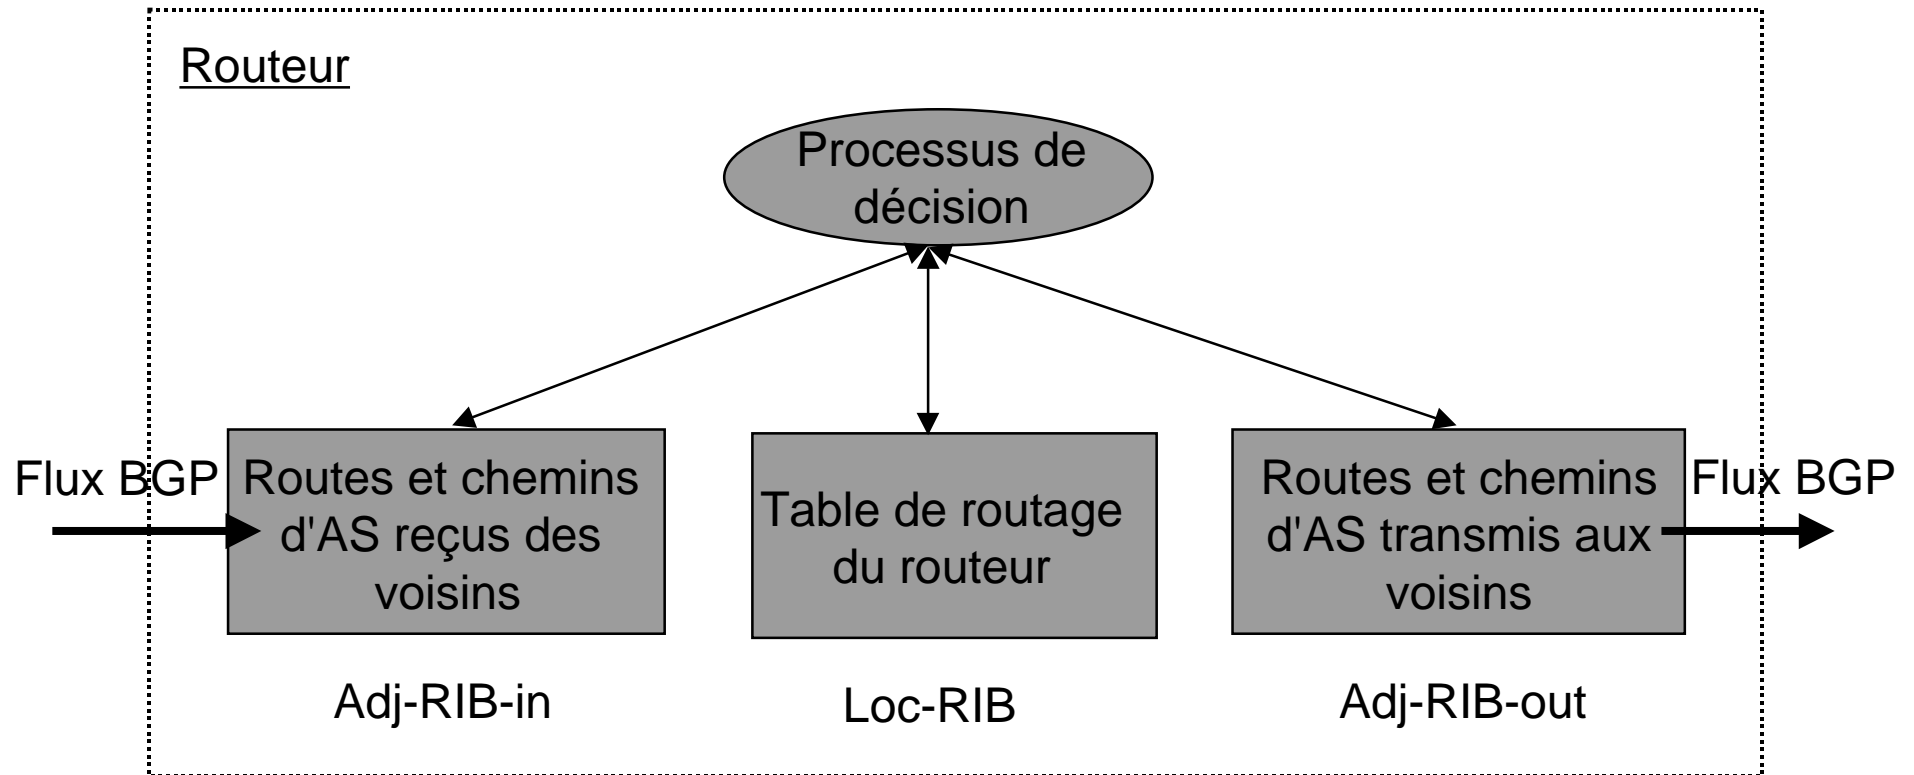 Routeur
Processus de
décision
Flux BGP
Routes et chemins
d'AS reçus des
voisins
Table de routage
du routeur
Routes et chemins
d'AS transmis aux
voisins
Flux BGP
Adj-RIB-in
Loc-RIB
Adj-RIB-out